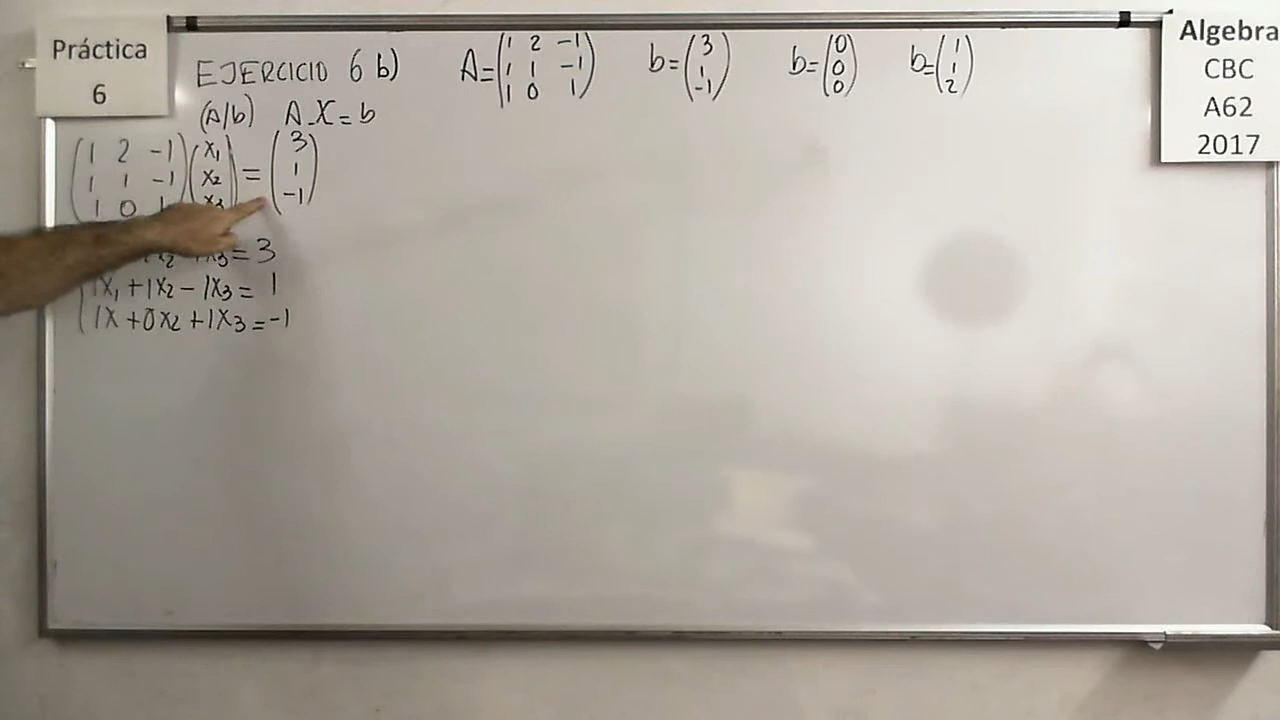 Práctica
6
Algebra
CBC
A62
2017
EJERCICIO 6 b) A=(1 2 -1 b=(3 b=(0 b=(1
1 1 -1 1 0 1
1 0 1) -1) 0) 2)
(A/b) A.X=b
(1 2 -1)(x1 = (3
1 1 -1 x2 1
1 0 -1)
x2 x3=3
1x1+1x2-1x3= 1
1x+0x2+1x3=-1